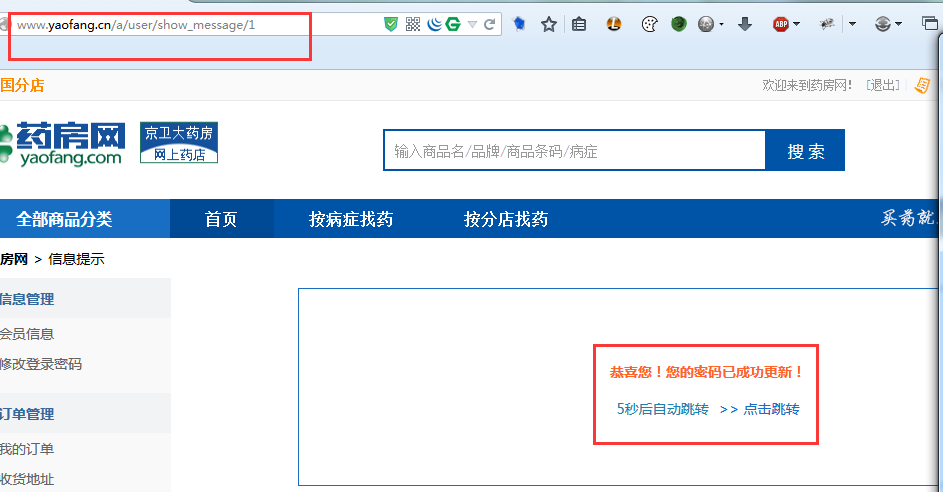 www.yaofang.cn/a/user/show_message/1
ABP
国分店
欢迎来到药房网! [退出]
药房网
yaofang.com
京卫大药房
网上药店
输入商品名/品牌/商品条码/病症
搜 索
全部商品分类 首页 按病症找药 按分店找药 买药就
房网 > 信息提示
信息管理
会员信息
修改登录密码
订单管理
我的订单
收货地址
恭喜您！您的密码已成功更新！
5秒后自动跳转 >> 点击跳转